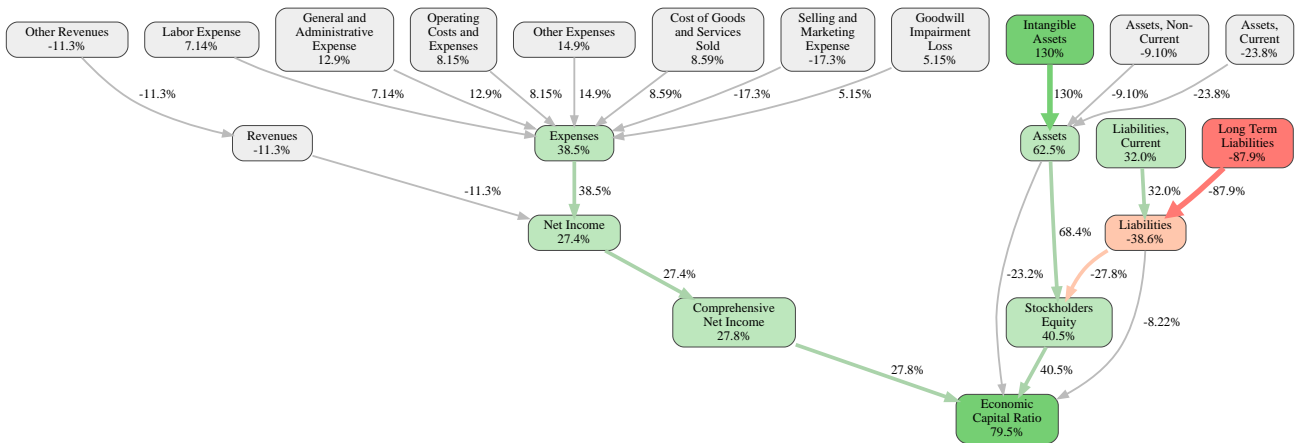 Other Revenues
-11.3%
Labor Expense
7.14%
General and
Administrative
Expense
12.9%
Operating
Costs and
Expenses
8.15%
Other Expenses
14.9%
Cost of Goods
and Services
Sold
8.59%
Selling and
Marketing
Expense
-17.3%
Goodwill
Impairment
Loss
5.15%
Intangible
Assets
130%
Assets, Non-
Current
-9.10%
Assets,
Current
-23.8%
-11.3%
7.14%
12.9%
8.15%
14.9%
8.59%
-17.3%
5.15%
130%
-9.10%
-23.8%
Revenues
-11.3%
Expenses
38.5%
Assets
62.5%
Liabilities,
Current
32.0%
Long Term
Liabilities
-87.9%
-11.3%
38.5%
32.0%
-87.9%
Net Income
27.4%
68.4%
Liabilities
-38.6%
27.4%
-23.2%
-27.8%
Comprehensive
Net Income
27.8%
Stockholders
Equity
40.5%
-8.22%
27.8%
40.5%
Economic
Capital Ratio
79.5%